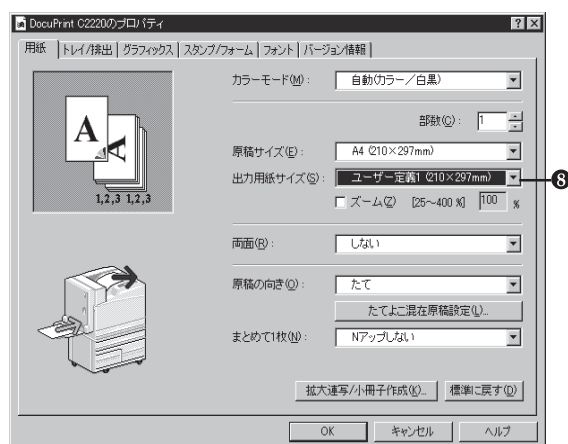 DocuPrint C2220のプロパティ
用紙 トレイ/排出 グラフィックス スタンプ/フォーム フォント バージョン情報
カラーモード(M): 自動(カラー/白黒)
部数(C): 1
原稿サイズ(E): A4 (210×297mm)
出力用紙サイズ(S): ユーザー定義1 (210×297mm) 8
ズーム(Z) [25~400 %] 100 %
A A
1,2,3 1,2,3
両面(R): しない
原稿の向き(O): たて
たてよこ混在原稿設定(L)...
まとめて1枚(N): Nアップしない
拡大連写/小冊子作成(K)... 標準に戻す(D)
OK キャンセル ヘルプ